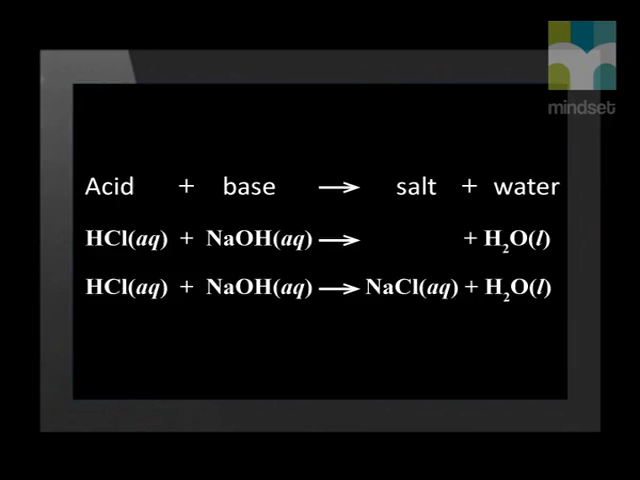 mindset
Acid + base → salt + water
HCl(aq) + NaOH(aq) → + H₂O(l)
HCl(aq) + NaOH(aq) → NaCl(aq) + H₂O(l)